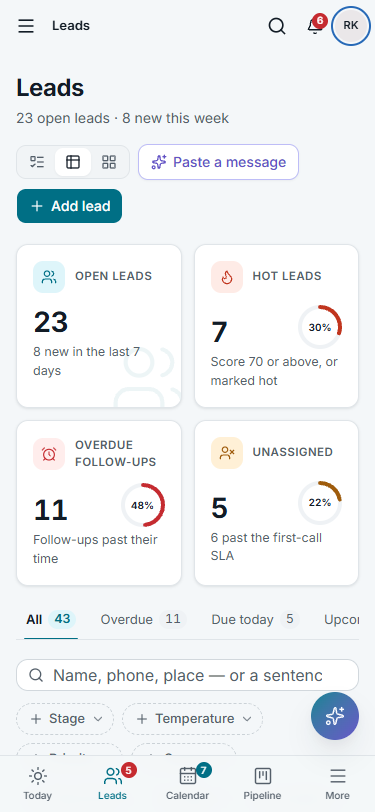 Leads
6
RK
Leads
23 open leads · 8 new this week
Paste a message
Add lead
OPEN LEADS
23
8 new in the last 7
days
HOT LEADS
7
30%
Score 70 or above, or
marked hot
OVERDUE
FOLLOW-UPS
11
48%
Follow-ups past their
time
UNASSIGNED
5
22%
6 past the first-call
SLA
All 43 Overdue 11 Due today 5
Name, phone, place — or a sentenc
Stage Temperature
5 7
Today Leads Calendar Pipeline More